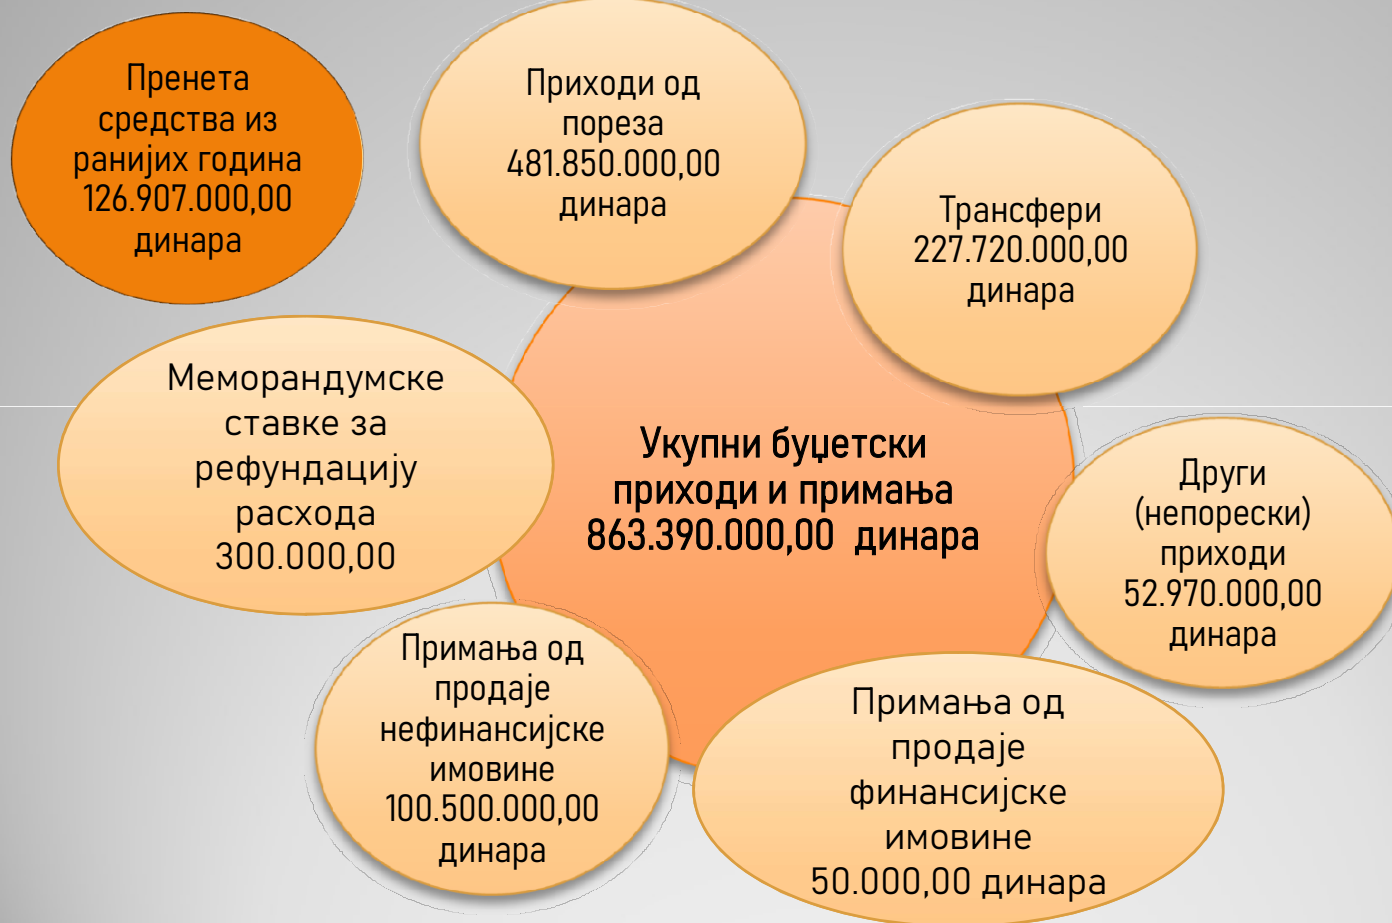 Пренета
средства из
ранијих година
126.907.000,00
динара
Приходи од
пореза
481.850.000,00
динара
Трансфери
227.720.000,00
динара
Меморандумске
ставке за
рефундацију
расхода
300.000,00
Укупни буџетски
приходи и примања
863.390.000,00 динара
Други
(непорески)
приходи
52.970.000,00
динара
Примања од
продаје
нефинансијске
имовине
100.500.000,00
динара
Примања од
продаје
финансијске
имовине
50.000,00 динара